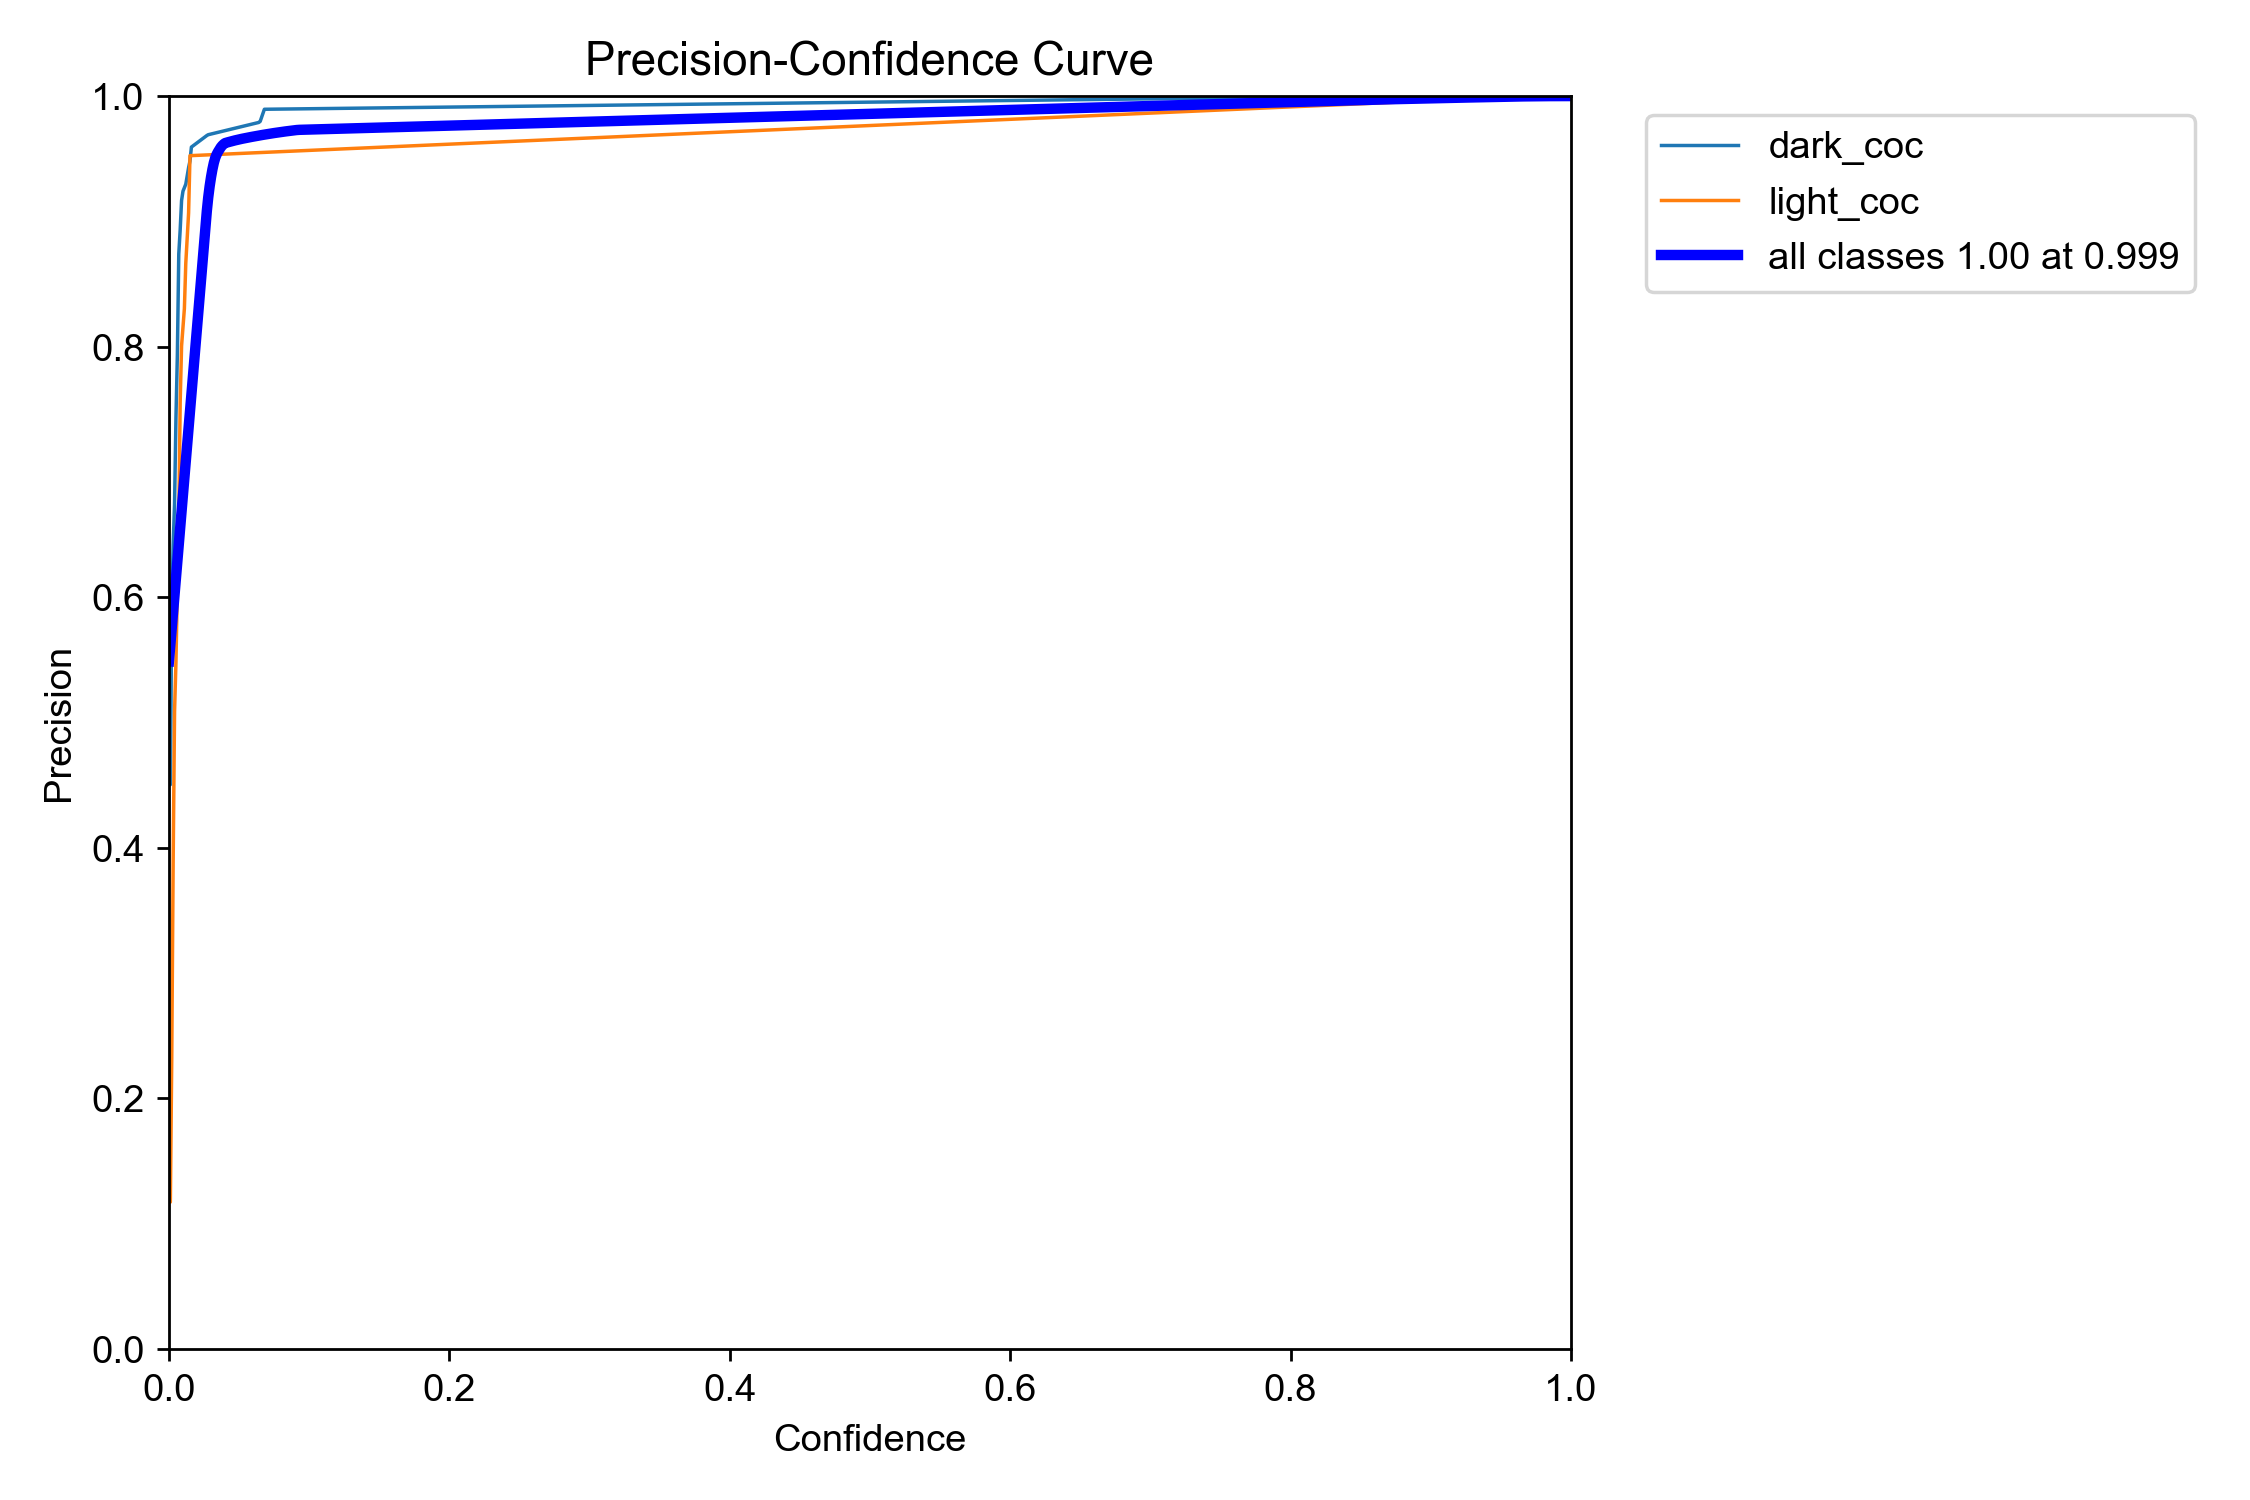 Precision-Confidence Curve
1.0
0.8
0.6
0.4
0.2
0.0
Precision
0.0 0.2 0.4 0.6 0.8 1.0
Confidence
dark_coc
light_coc
all classes 1.00 at 0.999